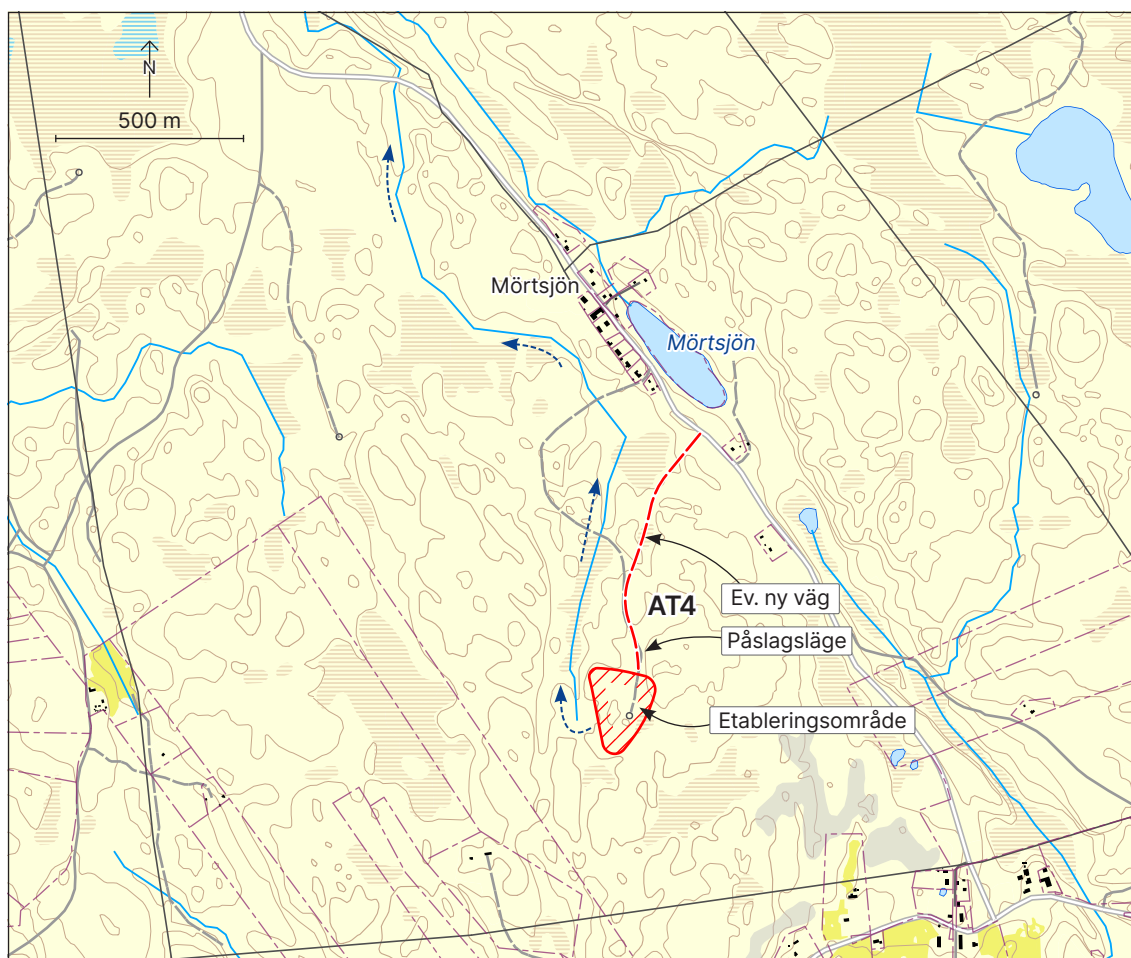 N
500 m
Mörtsjön
Mörtsjön
Ev. ny väg
AT4
Påslagsläge
Etableringsområde